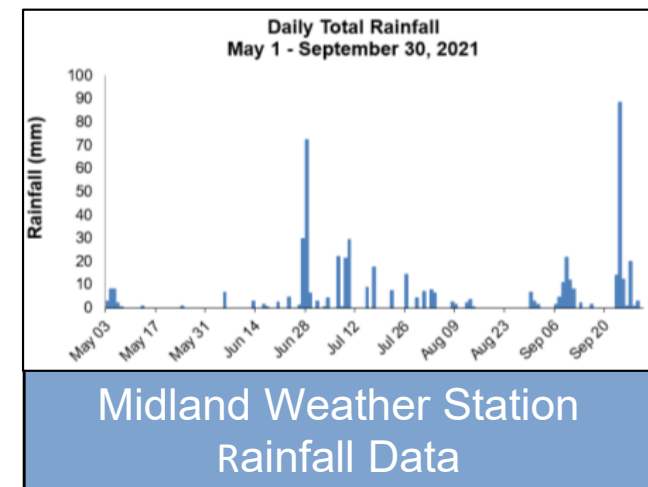 Daily Total Rainfall
May 1 - September 30, 2021
Rainfall (mm)
100
90
80
70
60
50
40
30
20
10
0
May 03
May 17
May 31
Jun 14
Jun 28
Jul 12
Jul 26
Aug 09
Aug 23
Sep 06
Sep 20
Midland Weather Station
Rainfall Data